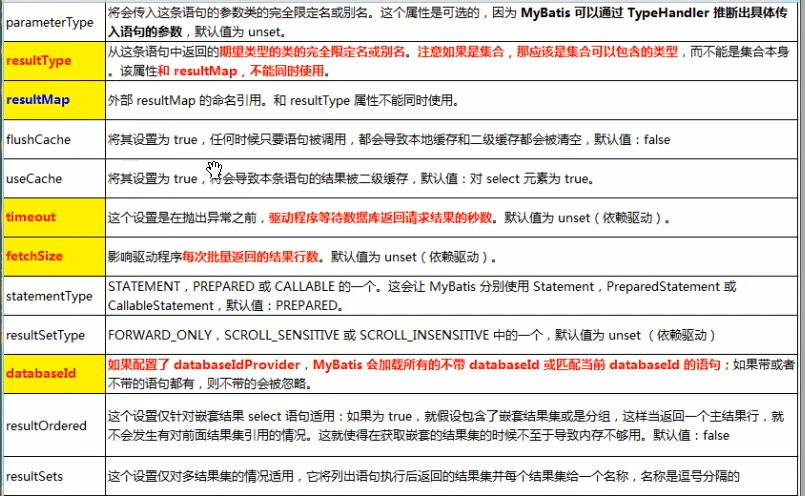 parameterType
将会传入这条语句的参数类的完全限定名或别名。这个属性是可选的，因为 MyBatis 可以通过 TypeHandler 推断出具体传
入语句的参数，默认值为 unset。
resultType
从这条语句中返回的期望类型的类的完全限定名或别名。注意如果是集合，那应该是集合可以包含的类型，而不能是集合本身
。该属性和 resultMap，不能同时使用。
resultMap
外部 resultMap 的命名引用。和 resultType 属性不能同时使用。
flushCache
将其设置为 true，任何时候只要语句被调用，都会导致本地缓存和二级缓存都会被清空，默认值：false
useCache
将其设置为 true，将会导致本条语句的结果被二级缓存，默认值：对 select 元素为 true。
timeout
这个设置是在抛出异常之前，驱动程序等待数据库返回请求结果的秒数。默认值为 unset（依赖驱动）。
fetchSize
影响驱动程序每次批量返回的结果行数。默认值为 unset（依赖驱动）。
statementType
STATEMENT，PREPARED 或 CALLABLE 的一个。这会让 MyBatis 分别使用 Statement，PreparedStatement 或
CallableStatement，默认值：PREPARED。
resultSetType
FORWARD_ONLY，SCROLL_SENSITIVE 或 SCROLL_INSENSITIVE 中的一个，默认值为 unset （依赖驱动）
databaseId
如果配置了 databaseIdProvider，MyBatis 会加载所有的不带 databaseId 或匹配当前 databaseId 的语句；如果带或者
不带的语句都有，则不带的会被忽略。
resultOrdered
这个设置仅针对嵌套结果 select 语句适用：如果为 true，就假设包含了嵌套结果集或是分组，这样当返回一个主结果行，就
不会发生有对前面结果集引用的情况。这就使得在获取嵌套的结果集的时候不至于导致内存不够用。默认值：false
resultSets
这个设置仅对多结果集的情况适用，它将列出语句执行后返回的结果集并每个结果集给一个名称，名称是逗号分隔的